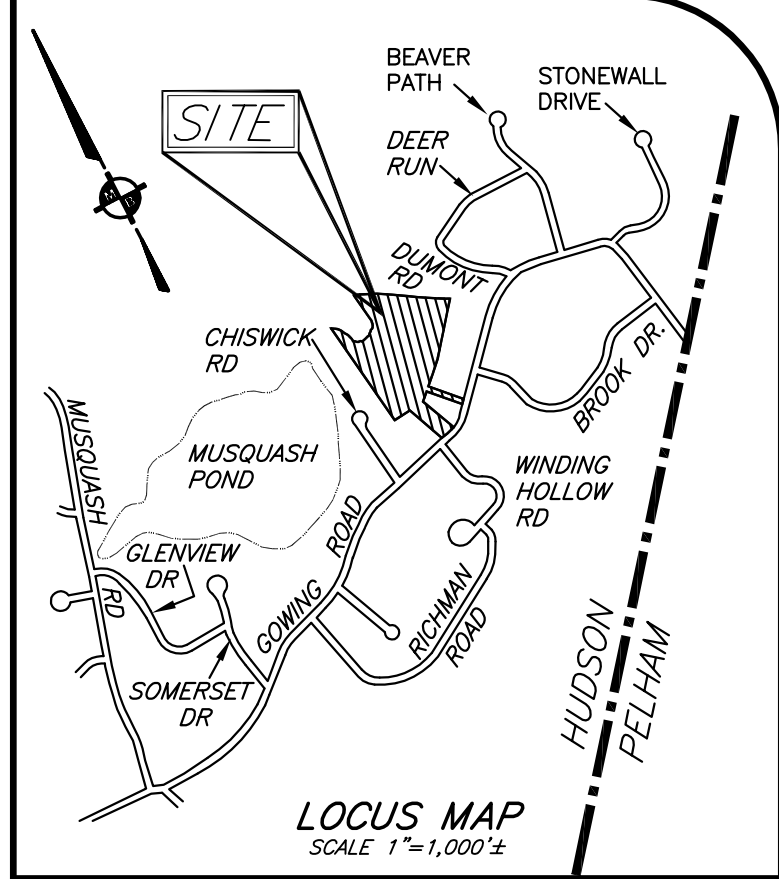 BEAVER
PATH
STONEWALL
DRIVE
SITE
DEER
RUN
DUMONT
RD
CHISWICK
RD
BROOK DR.
MUSQUASH
RD
MUSQUASH
POND
WINDING
HOLLOW
RD
GLENVIEW
DR
GOWING
ROAD
RICHMAN
ROAD
SOMERSET
DR
HUDSON
PELHAM
M
B
LOCUS MAP
SCALE 1"=1,000'±